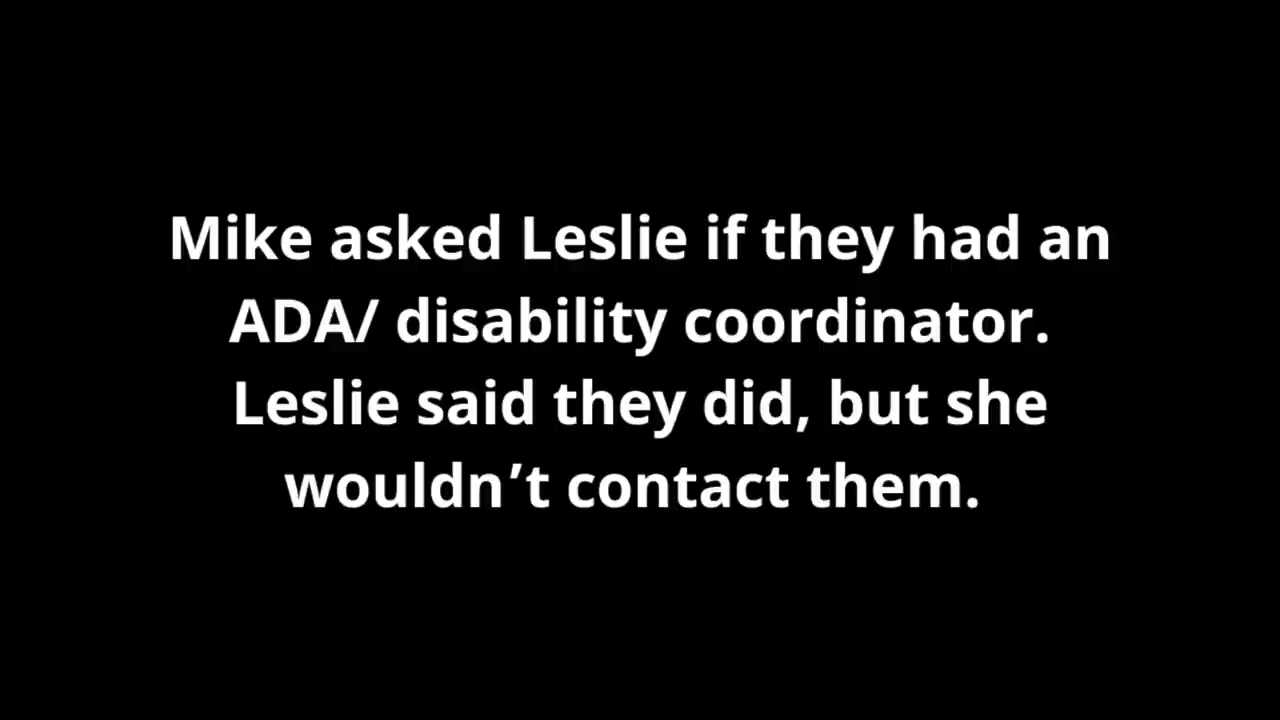 Mike asked Leslie if they had an
ADA/ disability coordinator.
Leslie said they did, but she
wouldn’t contact them.